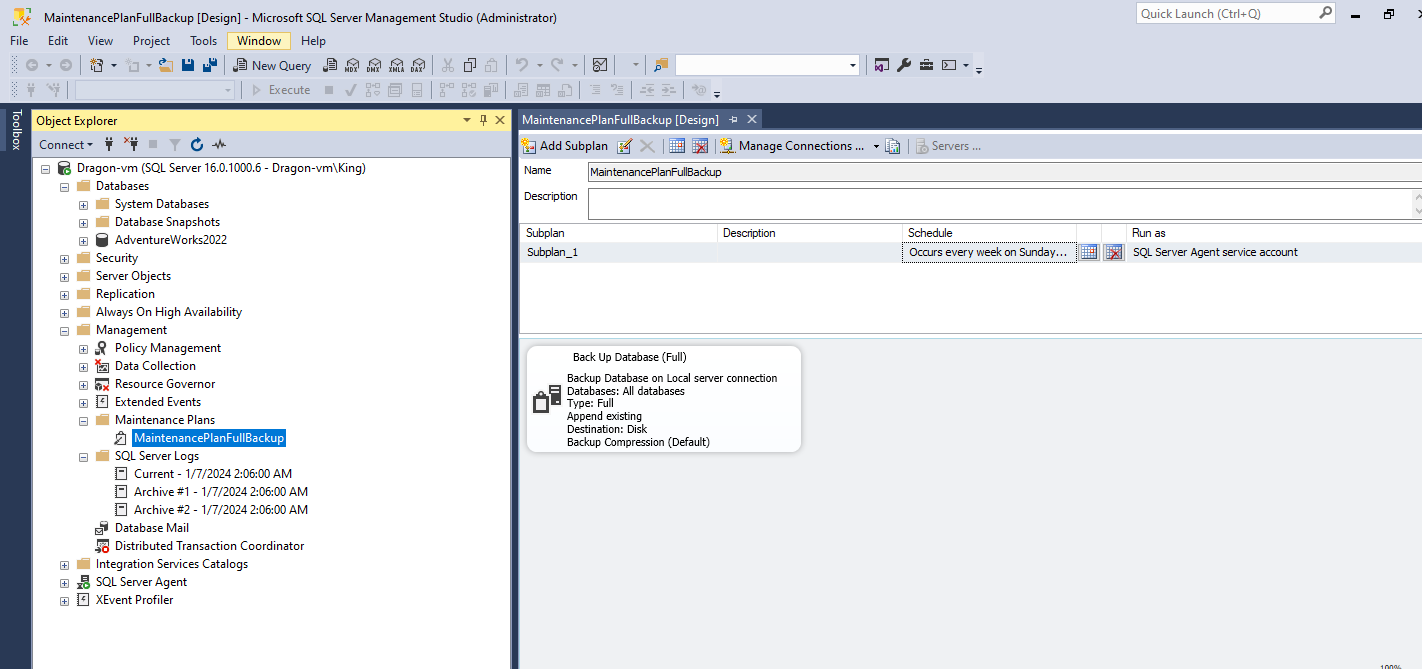 MaintenancePlanFullBackup [Design] - Microsoft SQL Server Management Studio (Administrator)
Quick Launch (Ctrl+Q)
File Edit View Project Tools Window Help
New Query
MDX DMX XMLA DAX
Execute
Toolbox
Object Explorer
Connect
Dragon-vm (SQL Server 16.0.1000.6 - Dragon-vm\King)
Databases
System Databases
Database Snapshots
AdventureWorks2022
Security
Server Objects
Replication
Always On High Availability
Management
Policy Management
Data Collection
Resource Governor
Extended Events
Maintenance Plans
MaintenancePlanFullBackup
SQL Server Logs
Current - 1/7/2024 2:06:00 AM
Archive #1 - 1/7/2024 2:06:00 AM
Archive #2 - 1/7/2024 2:06:00 AM
Database Mail
Distributed Transaction Coordinator
Integration Services Catalogs
SQL Server Agent
XEvent Profiler
MaintenancePlanFullBackup [Design]
Add Subplan Manage Connections ... Servers ...
Name MaintenancePlanFullBackup
Description
Subplan Description Schedule Run as
Subplan_1 Occurs every week on Sunday... SQL Server Agent service account
Back Up Database (Full)
Backup Database on Local server connection
Databases: All databases
Type: Full
Append existing
Destination: Disk
Backup Compression (Default)
100%